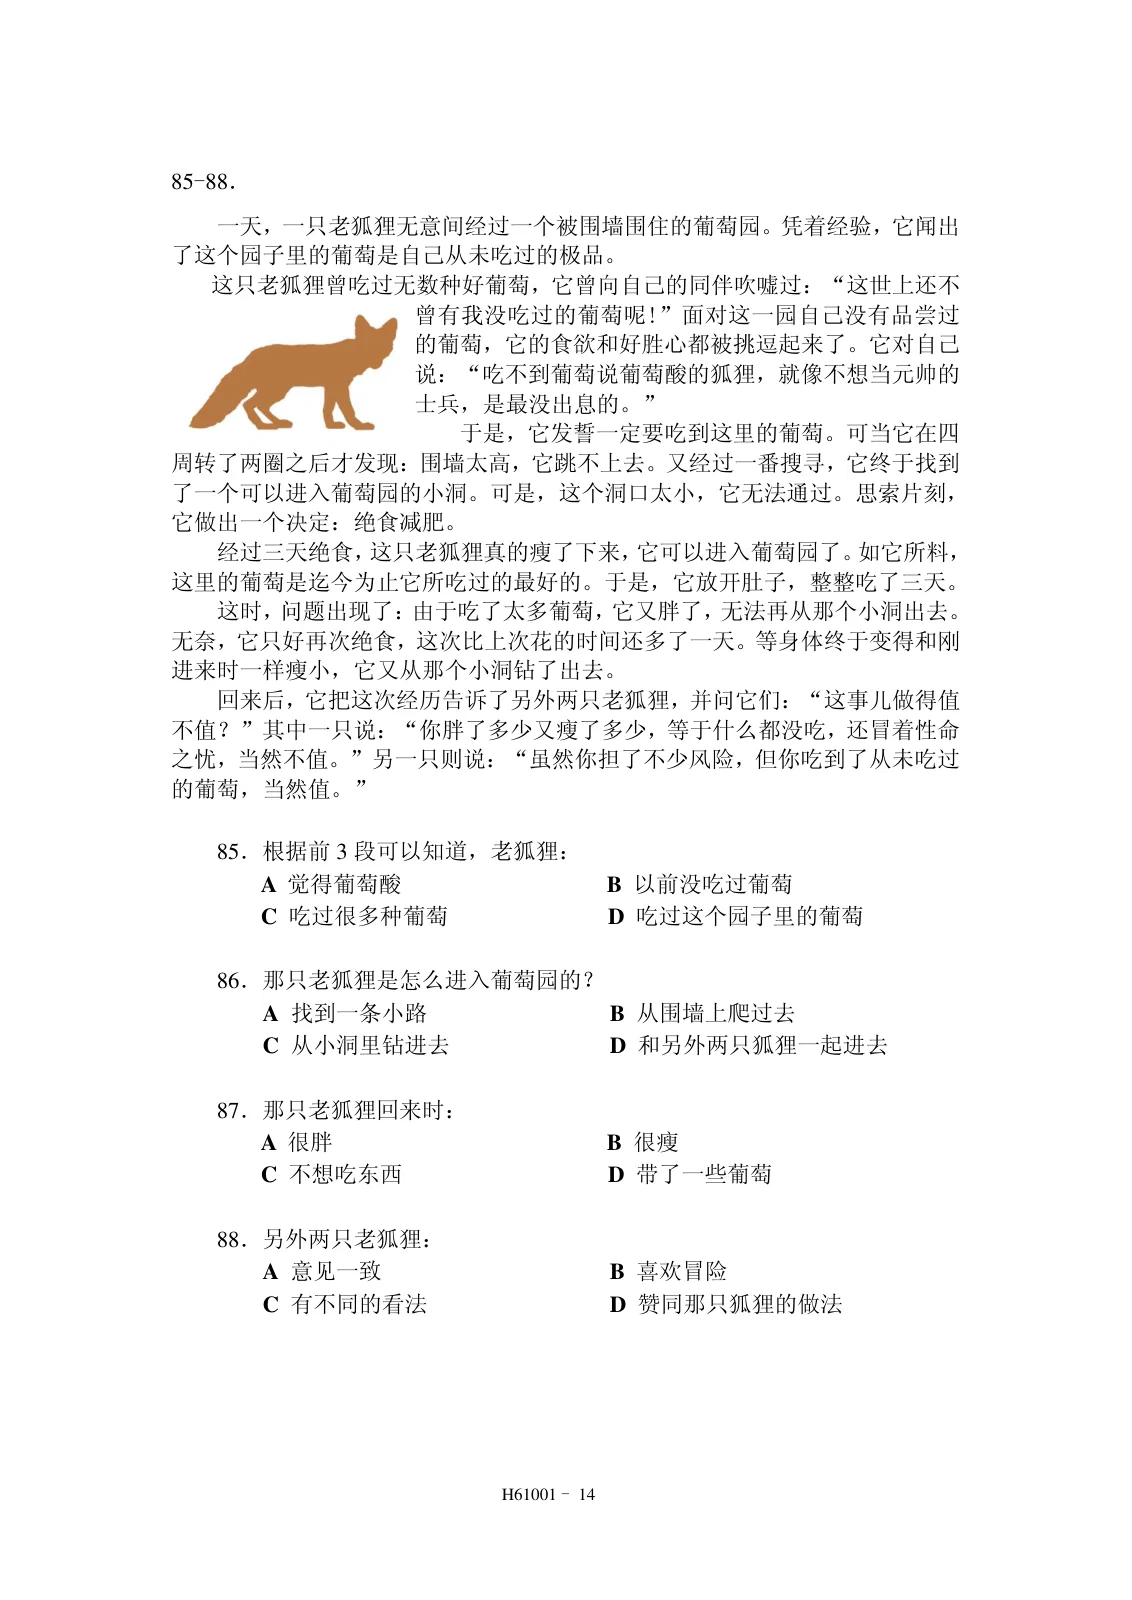 85-88．
一天，一只老狐狸无意间经过一个被围墙围住的葡萄园。凭着经验，它闻出
了这个园子里的葡萄是自己从未吃过的极品。
这只老狐狸曾吃过无数种好葡萄，它曾向自己的同伴吹嘘过：“这世上还不
曾有我没吃过的葡萄呢！”面对这一园自己没有品尝过
的葡萄，它的食欲和好胜心都被挑逗起来了。它对自己
说：“吃不到葡萄说葡萄酸的狐狸，就像不想当元帅的
士兵，是最没出息的。”
于是，它发誓一定要吃到这里的葡萄。可当它在四
周转了两圈之后才发现：围墙太高，它跳不上去。又经过一番搜寻，它终于找到
了一个可以进入葡萄园的小洞。可是，这个洞口太小，它无法通过。思索片刻，
它做出一个决定：绝食减肥。
经过三天绝食，这只老狐狸真的瘦了下来，它可以进入葡萄园了。如它所料，
这里的葡萄是迄今为止它所吃过的最好的。于是，它放开肚子，整整吃了三天。
这时，问题出现了：由于吃了太多葡萄，它又胖了，无法再从那个小洞出去。
无奈，它只好再次绝食，这次比上次花的时间还多了一天。等身体终于变得和刚
进来时一样瘦小，它又从那个小洞钻了出去。
回来后，它把这次经历告诉了另外两只老狐狸，并问它们：“这事儿做得值
不值？”其中一只说：“你胖了多少又瘦了多少，等于什么都没吃，还冒着性命
之忧，当然不值。”另一只则说：“虽然你担了不少风险，但你吃到了从未吃过
的葡萄，当然值。”
85．根据前 3 段可以知道，老狐狸：
A 觉得葡萄酸 B 以前没吃过葡萄
C 吃过很多种葡萄 D 吃过这个园子里的葡萄
86．那只老狐狸是怎么进入葡萄园的？
A 找到一条小路 B 从围墙上爬过去
C 从小洞里钻进去 D 和另外两只狐狸一起进去
87．那只老狐狸回来时：
A 很胖 B 很瘦
C 不想吃东西 D 带了一些葡萄
88．另外两只老狐狸：
A 意见一致 B 喜欢冒险
C 有不同的看法 D 赞同那只狐狸的做法
H61001 - 14